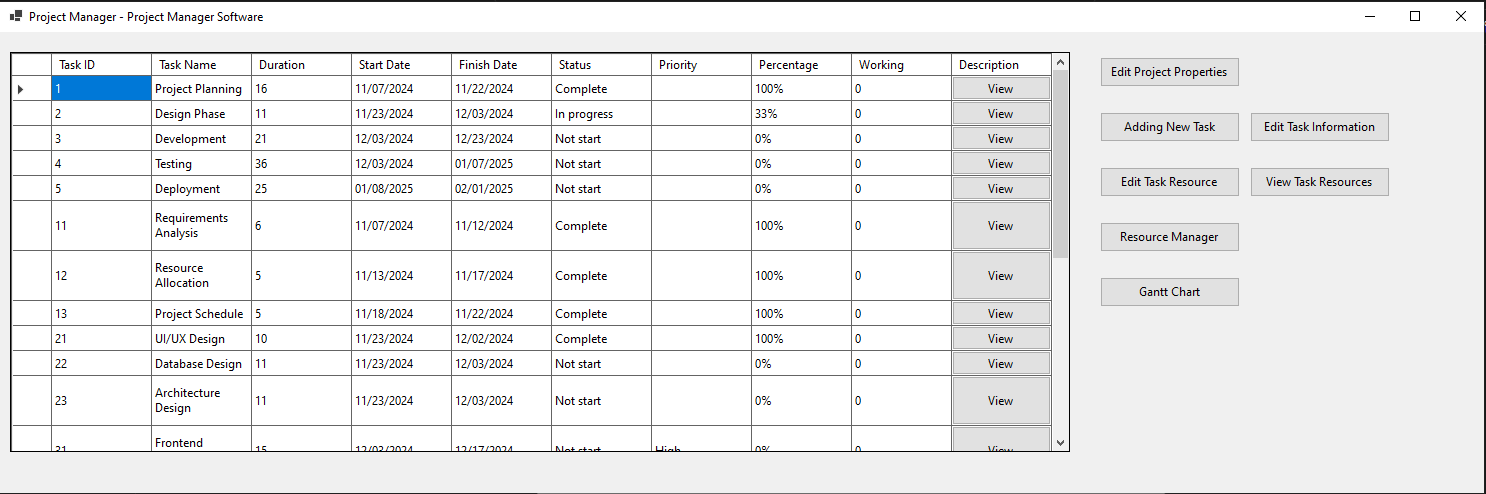 Project Manager - Project Manager Software
Task ID Task Name Duration Start Date Finish Date Status Priority Percentage Working Description
1 Project Planning 16 11/07/2024 11/22/2024 Complete 100% 0 View
2 Design Phase 11 11/23/2024 12/03/2024 In progress 33% 0 View
3 Development 21 12/03/2024 12/23/2024 Not start 0% 0 View
4 Testing 36 12/03/2024 01/07/2025 Not start 0% 0 View
5 Deployment 25 01/08/2025 02/01/2025 Not start 0% 0 View
11 Requirements
Analysis 6 11/07/2024 11/12/2024 Complete 100% 0 View
12 Resource
Allocation 5 11/13/2024 11/17/2024 Complete 100% 0 View
13 Project Schedule 5 11/18/2024 11/22/2024 Complete 100% 0 View
21 UI/UX Design 10 11/23/2024 12/02/2024 Complete 100% 0 View
22 Database Design 11 11/23/2024 12/03/2024 Not start 0% 0 View
23 Architecture
Design 11 11/23/2024 12/03/2024 Not start 0% 0 View
31 Frontend 15 12/03/2024 12/17/2024 Not start High 0% 0 View
Edit Project Properties
Adding New Task Edit Task Information
Edit Task Resource View Task Resources
Resource Manager
Gantt Chart